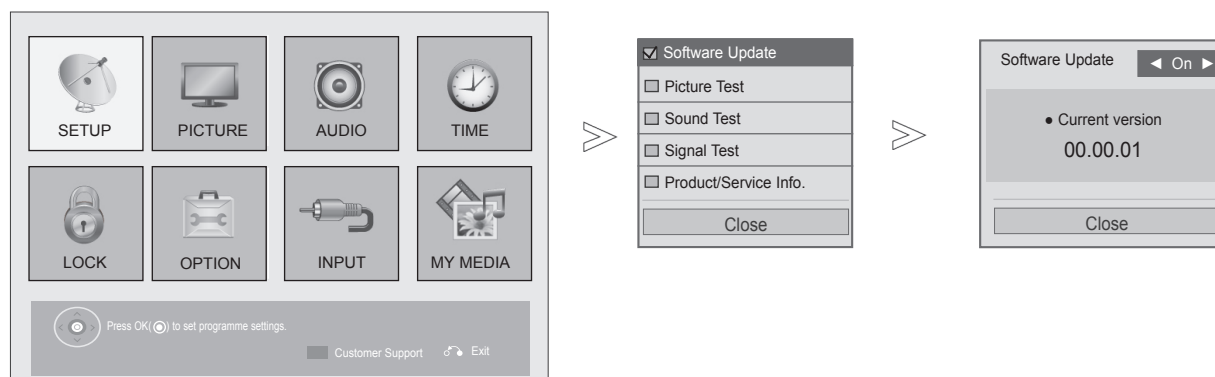 SETUP PICTURE AUDIO TIME
LOCK OPTION INPUT MY MEDIA
Press OK( ) to set programme settings.
Customer Support Exit
Software Update
Picture Test
Sound Test
Signal Test
Product/Service Info.
Close
Software Update ◄ On ►
● Current version
00.00.01
Close